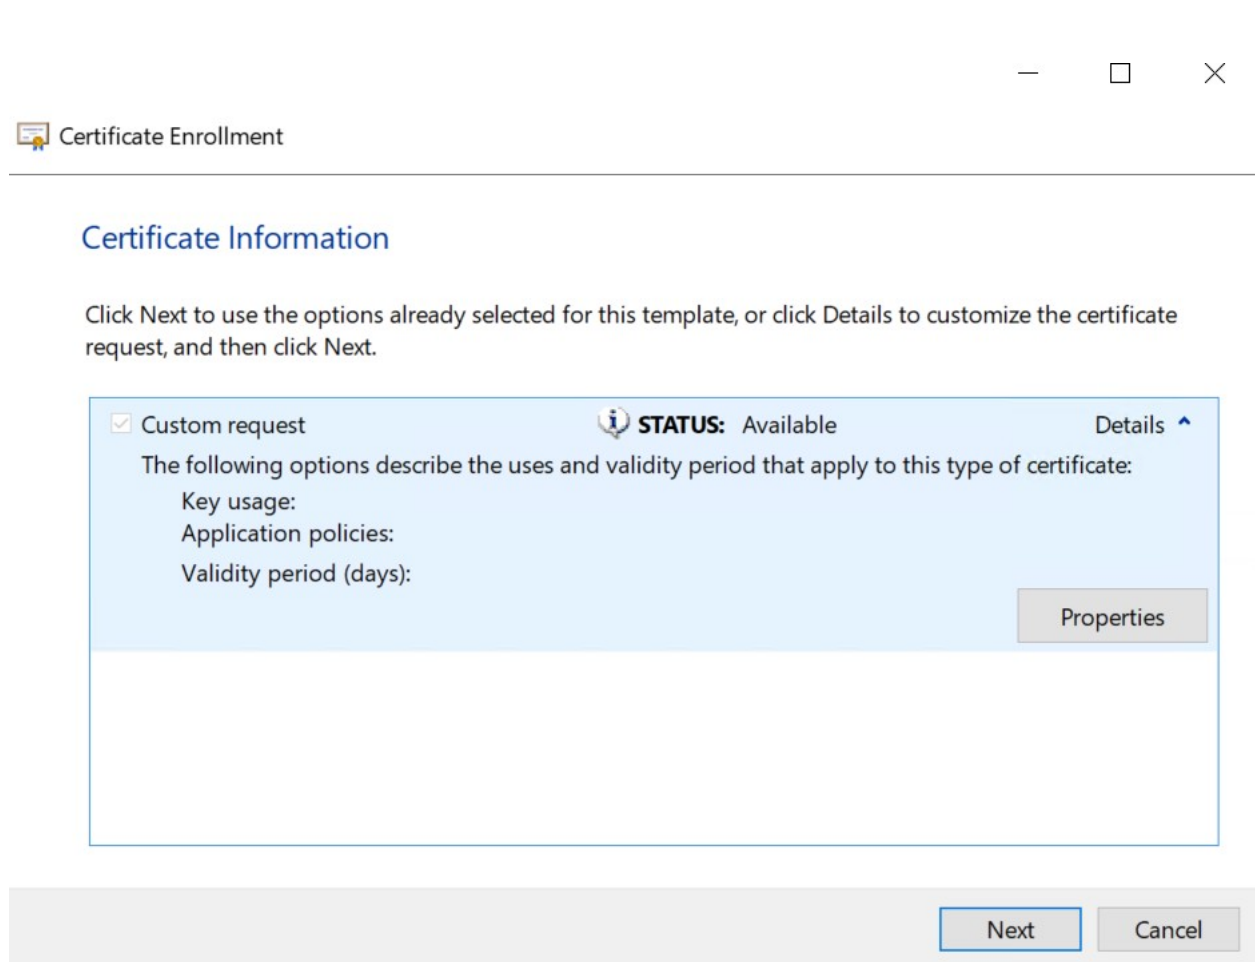 Certificate Enrollment
Certificate Information
Click Next to use the options already selected for this template, or click Details to customize the certificate
request, and then click Next.
Custom request STATUS: Available Details
The following options describe the uses and validity period that apply to this type of certificate:
Key usage:
Application policies:
Validity period (days):
Properties
Next Cancel